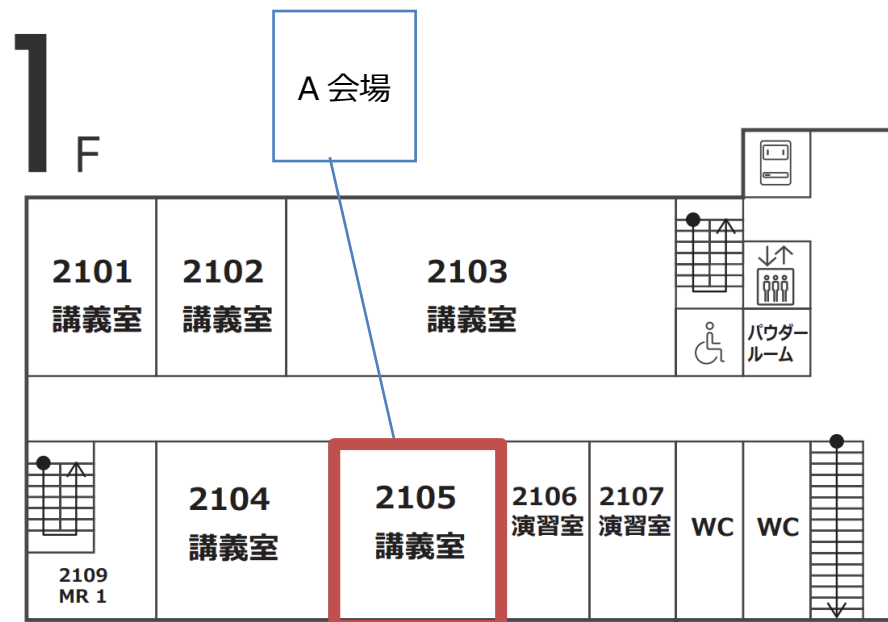 1F
A 会場
2101
講義室
2102
講義室
2103
講義室
パウダー
ルーム
2104
講義室
2105
講義室
2106
演習室
2107
演習室
WC
WC
2109
MR 1